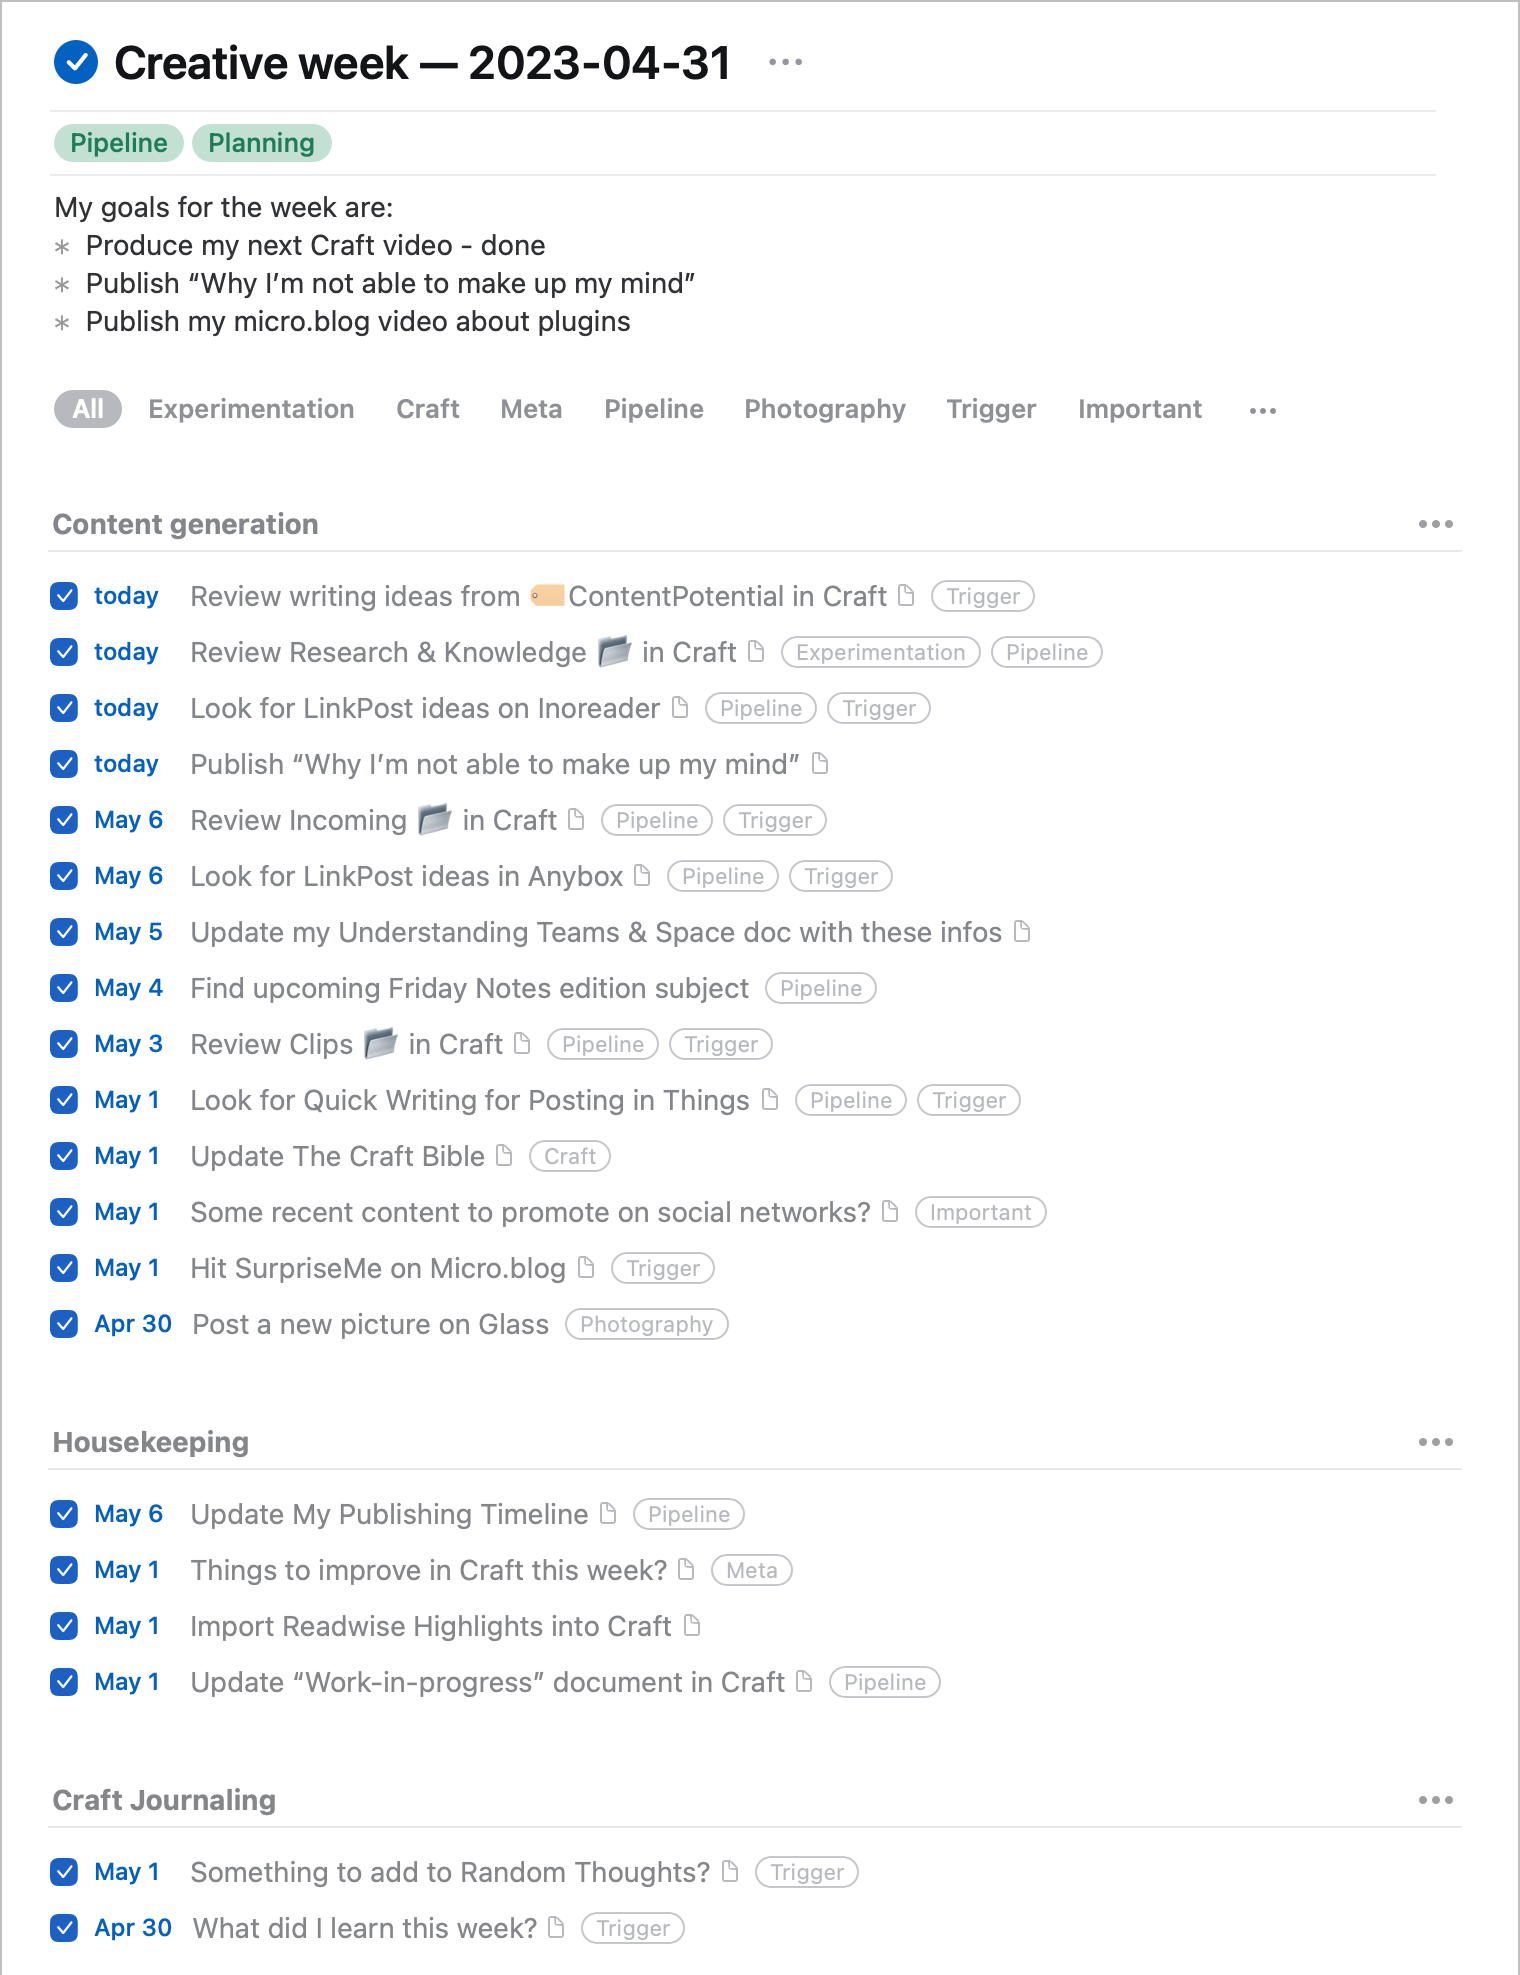 Creative week — 2023-04-31
Pipeline Planning
My goals for the week are:
* Produce my next Craft video - done
* Publish “Why I’m not able to make up my mind”
* Publish my micro.blog video about plugins
All Experimentation Craft Meta Pipeline Photography Trigger Important
Content generation
today Review writing ideas from ContentPotential in Craft Trigger
today Review Research & Knowledge in Craft Experimentation Pipeline
today Look for LinkPost ideas on Inoreader Pipeline Trigger
today Publish “Why I’m not able to make up my mind”
May 6 Review Incoming in Craft Pipeline Trigger
May 6 Look for LinkPost ideas in Anybox Pipeline Trigger
May 5 Update my Understanding Teams & Space doc with these infos
May 4 Find upcoming Friday Notes edition subject Pipeline
May 3 Review Clips in Craft Pipeline Trigger
May 1 Look for Quick Writing for Posting in Things Pipeline Trigger
May 1 Update The Craft Bible Craft
May 1 Some recent content to promote on social networks? Important
May 1 Hit SurpriseMe on Micro.blog Trigger
Apr 30 Post a new picture on Glass Photography
Housekeeping
May 6 Update My Publishing Timeline Pipeline
May 1 Things to improve in Craft this week? Meta
May 1 Import Readwise Highlights into Craft
May 1 Update “Work-in-progress” document in Craft Pipeline
Craft Journaling
May 1 Something to add to Random Thoughts? Trigger
Apr 30 What did I learn this week? Trigger